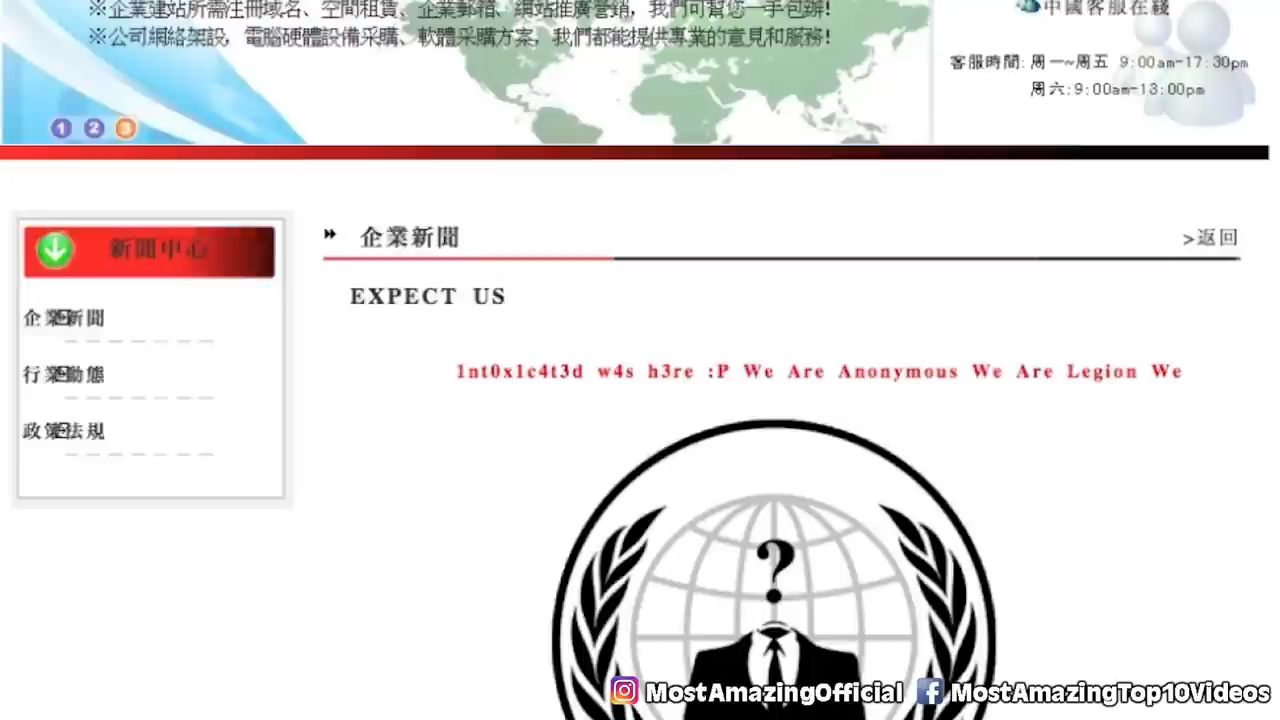 ※企業建站所需注冊域名、空間租賃、企業郵箱、網站推廣營銷，我們可幫您一手包辦!
※公司網絡架設，電腦硬體設備采購、軟體采購方案，我們都能提供專業的意見和服務!
中國客服在綫
客服時間: 周一~周五 9:00am-17:30pm
周六:9:00am-13:00pm
1 2 3
新聞中心
企業新聞
>返回
EXPECT US
企業新聞
行業動態
政策法規
1nt0x1c4t3d w4s h3re :P We Are Anonymous We Are Legion We
?
MostAmazingOfficial
MostAmazingTop10Videos